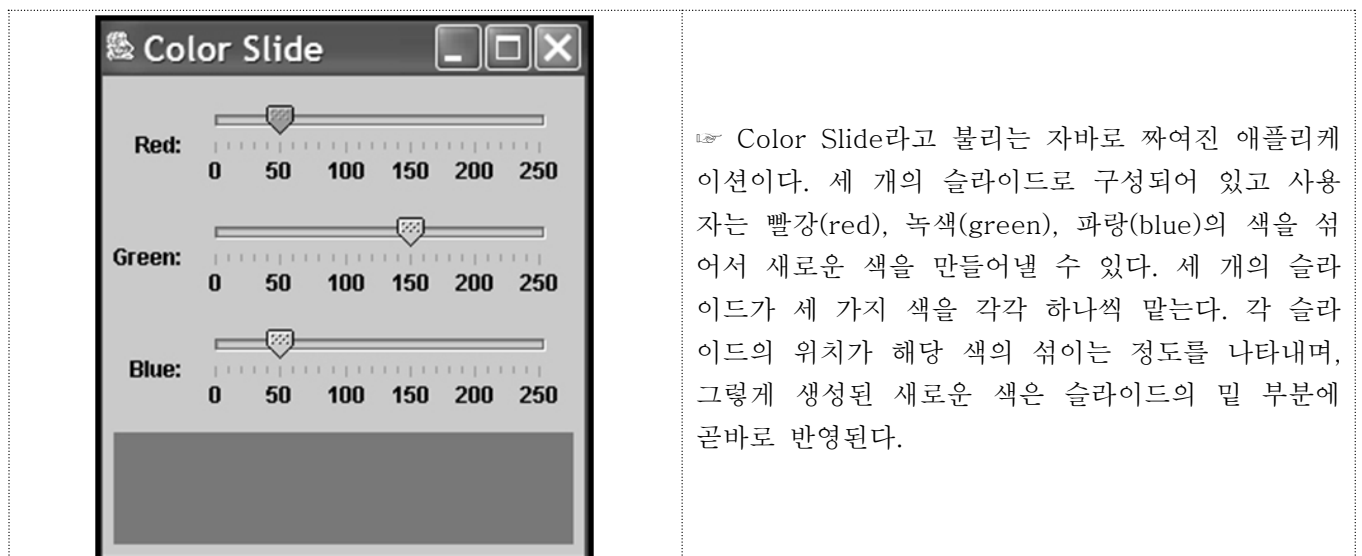 Color Slide
Red:
0 50 100 150 200 250
Green:
0 50 100 150 200 250
Blue:
0 50 100 150 200 250
☞ Color Slide라고 불리는 자바로 짜여진 애플리케
이션이다. 세 개의 슬라이드로 구성되어 있고 사용
자는 빨강(red), 녹색(green), 파랑(blue)의 색을 섞
어서 새로운 색을 만들어낼 수 있다. 세 개의 슬라
이드가 세 가지 색을 각각 하나씩 맡는다. 각 슬라
이드의 위치가 해당 색의 섞이는 정도를 나타내며,
그렇게 생성된 새로운 색은 슬라이드의 밑 부분에
곧바로 반영된다.